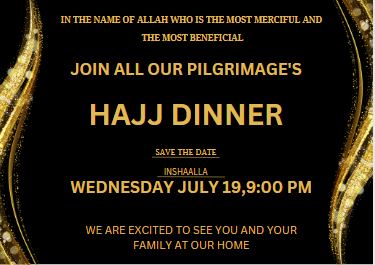 IN THE NAME OF ALLAH WHO IS THE MOST MERCIFUL AND
THE MOST BENEFICIAL
JOIN ALL OUR PILGRIMAGE'S
HAJJ DINNER
SAVE THE DATE
INSHAALLA
WEDNESDAY JULY 19,9:00 PM
WE ARE EXCITED TO SEE YOU AND YOUR
FAMILY AT OUR HOME